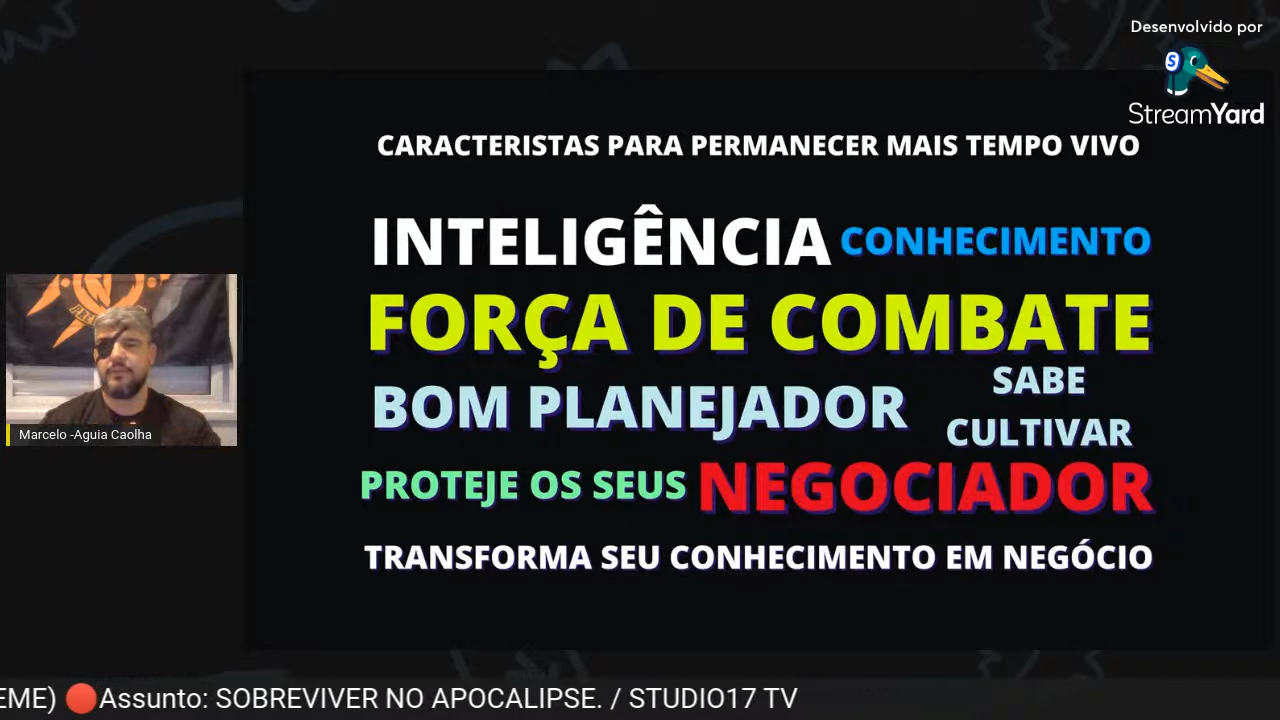 Desenvolvido por
StreamYard
CARACTERISTAS PARA PERMANECER MAIS TEMPO VIVO
INTELIGÊNCIA CONHECIMENTO
FORÇA DE COMBATE
BOM PLANEJADOR SABE
CULTIVAR
PROTEJE OS SEUS NEGOCIADOR
TRANSFORMA SEU CONHECIMENTO EM NEGÓCIO
Marcelo -Aguia Caolha
EME) 🔴Assunto: SOBREVIVER NO APOCALIPSE. / STUDIO17 TV